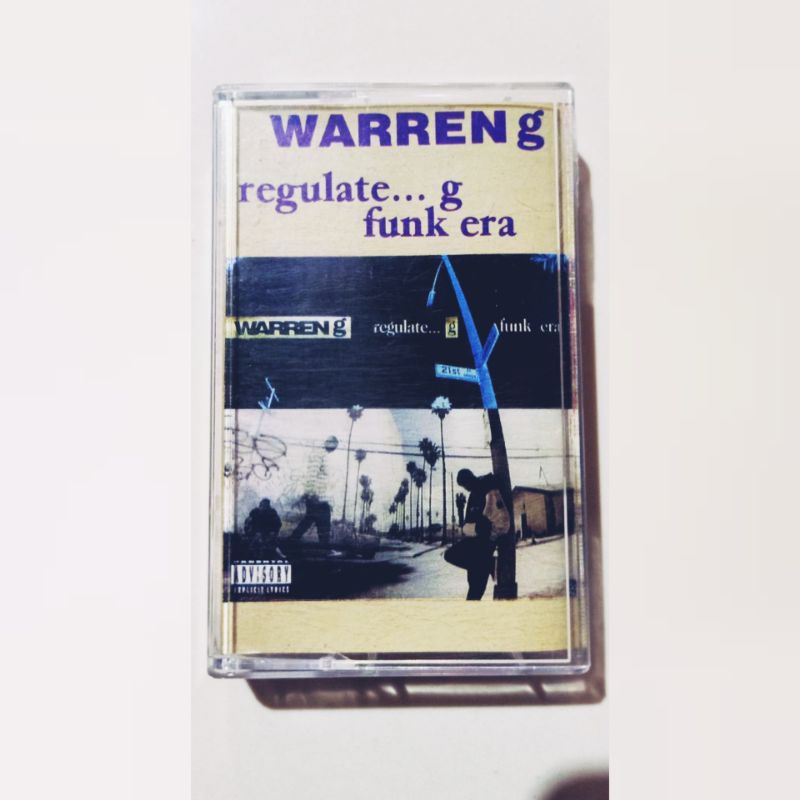 WARREN g
regulate... g
funk era
WARREN g regulate... g funk era
21st
PARENTAL
ADVISORY
EXPLICIT LYRICS